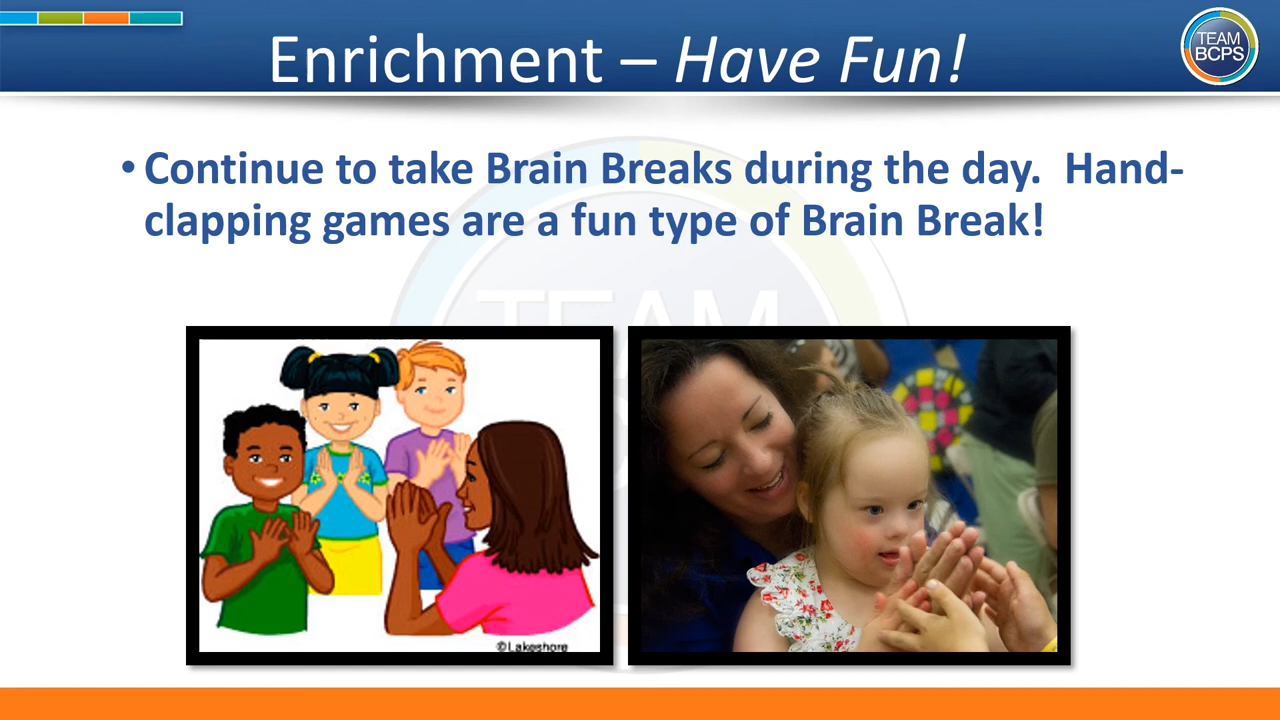 Enrichment – Have Fun!
TEAM
BCPS
• Continue to take Brain Breaks during the day.  Hand-
clapping games are a fun type of Brain Break!
TEAM
©Lakeshore